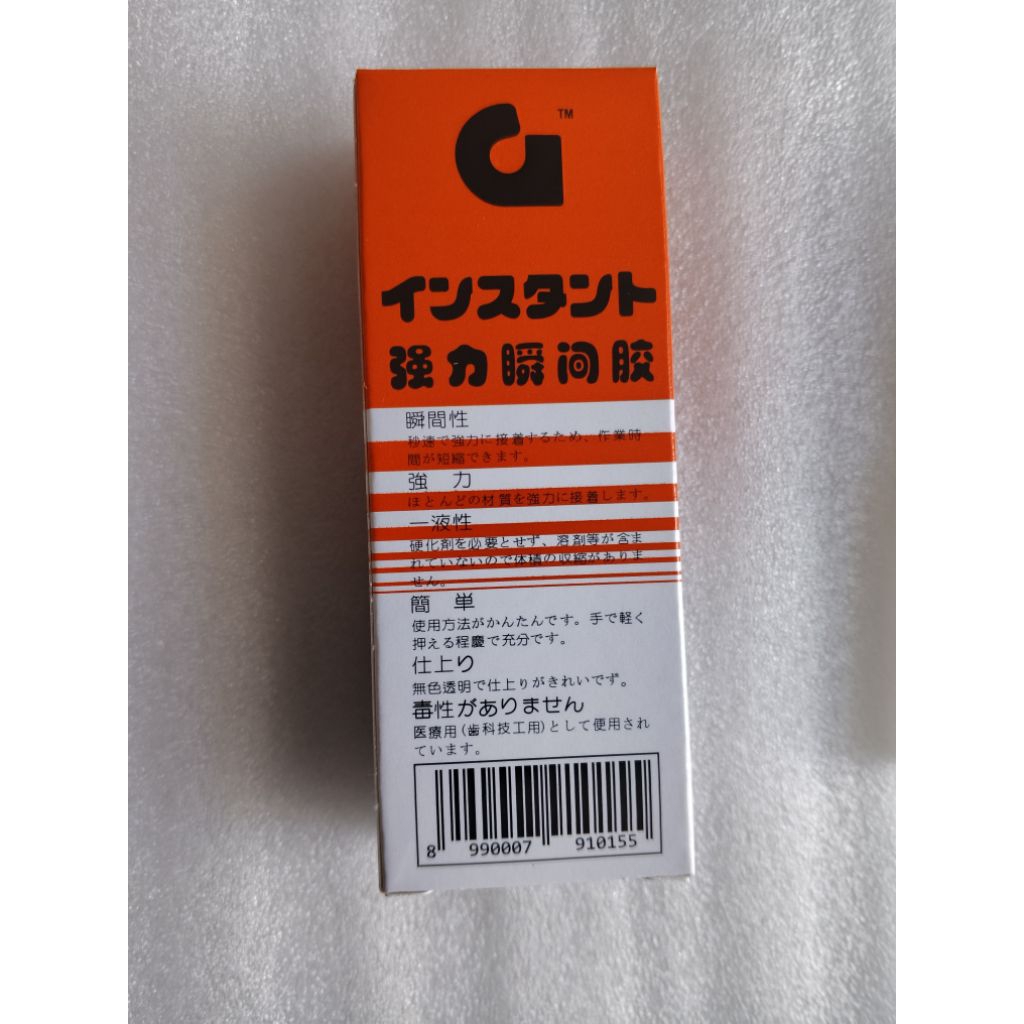 TM
インスタント
强力瞬间胶
瞬間性
秒速で強力に接着するため、作業時
間が短縮できます。
強 力
ほとんどの材質を強力に接着します。
一液性
硬化剤を必要とせず、溶剤等が含ま
れていないので体積の収縮がありま
せん。
簡 単
使用方法がかんたんです。手で軽く
押える程慶で充分です。
仕上り
無色透明で仕上りがきれいでず。
毒性がありません
医療用(歯科技工用)として使用され
ています。
8 990007 910155